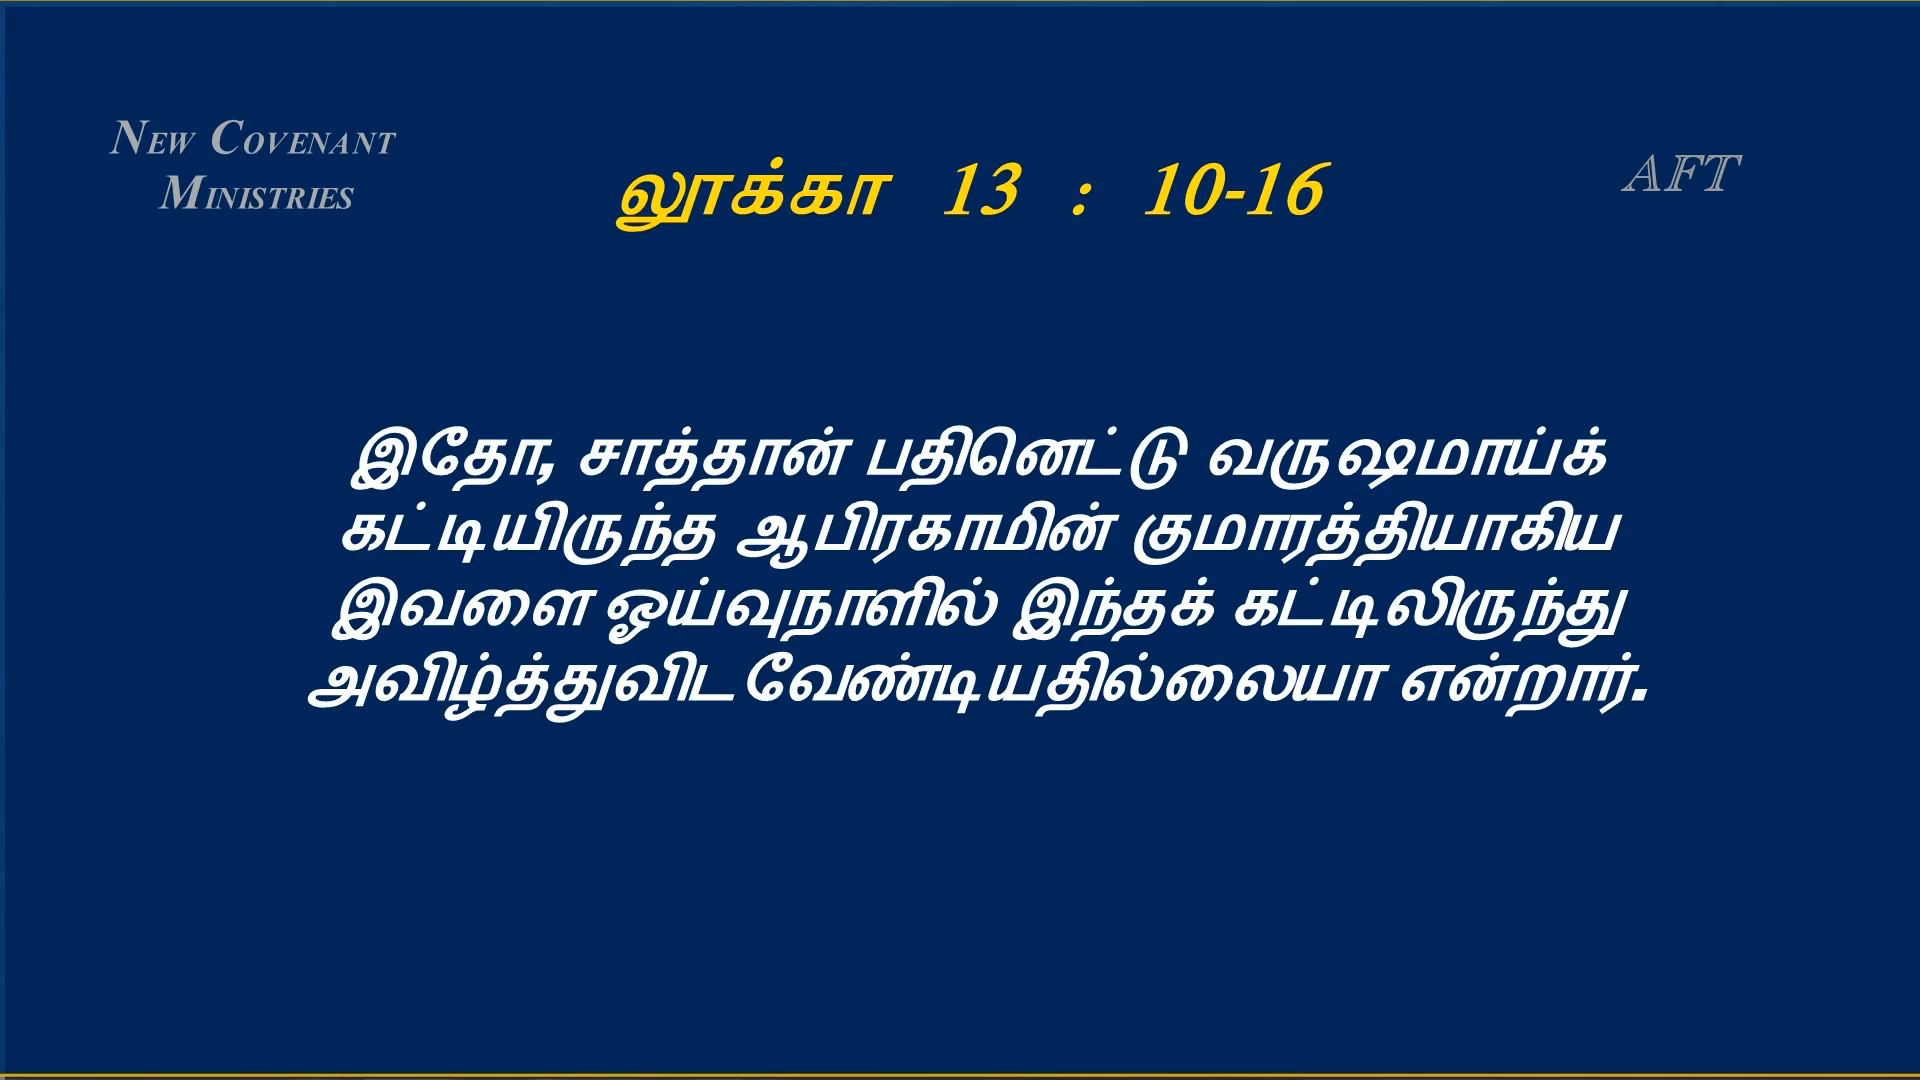 NEW COVENANT
MINISTRIES
லூக்கா 13 : 10-16
AFT
இதோ, சாத்தான் பதினெட்டு வருஷமாய்க்
கட்டியிருந்த ஆபிரகாமின் குமாரத்தியாகிய
இவளை ஓய்வுநாளில் இந்தக் கட்டிலிருந்து
அவிழ்த்துவிடவேண்டியதில்லையா என்றார்.